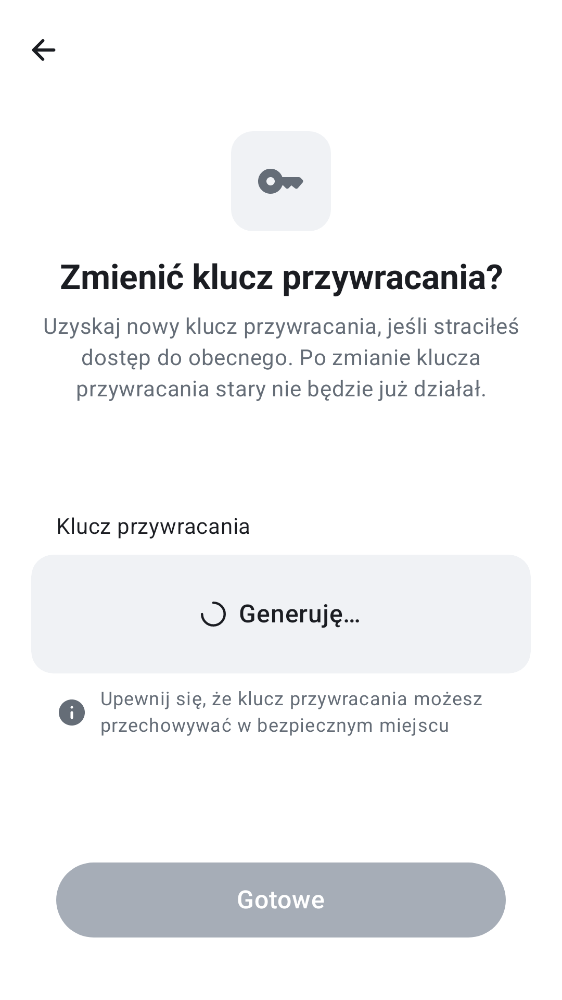 Zmienić klucz przywracania?
Uzyskaj nowy klucz przywracania, jeśli straciłeś
dostęp do obecnego. Po zmianie klucza
przywracania stary nie będzie już działał.
Klucz przywracania
Generuję…
Upewnij się, że klucz przywracania możesz
przechowywać w bezpiecznym miejscu
Gotowe